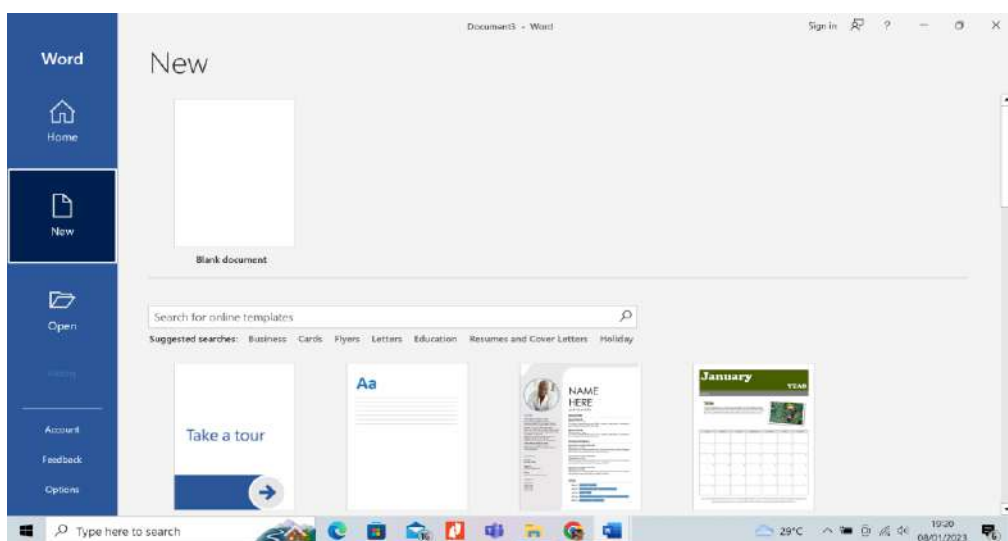 Document3 - Word
Sign in
?
Word
New
Home
New
Blank document
Open
Search for online templates
Suggested searches: Business Cards Flyers Letters Education Resumes and Cover Letters Holiday
Account
Feedback
Options
Take a tour
Aa
NAME
HERE
January
YEAR
Type here to search
29°C
19:20
08/01/2023